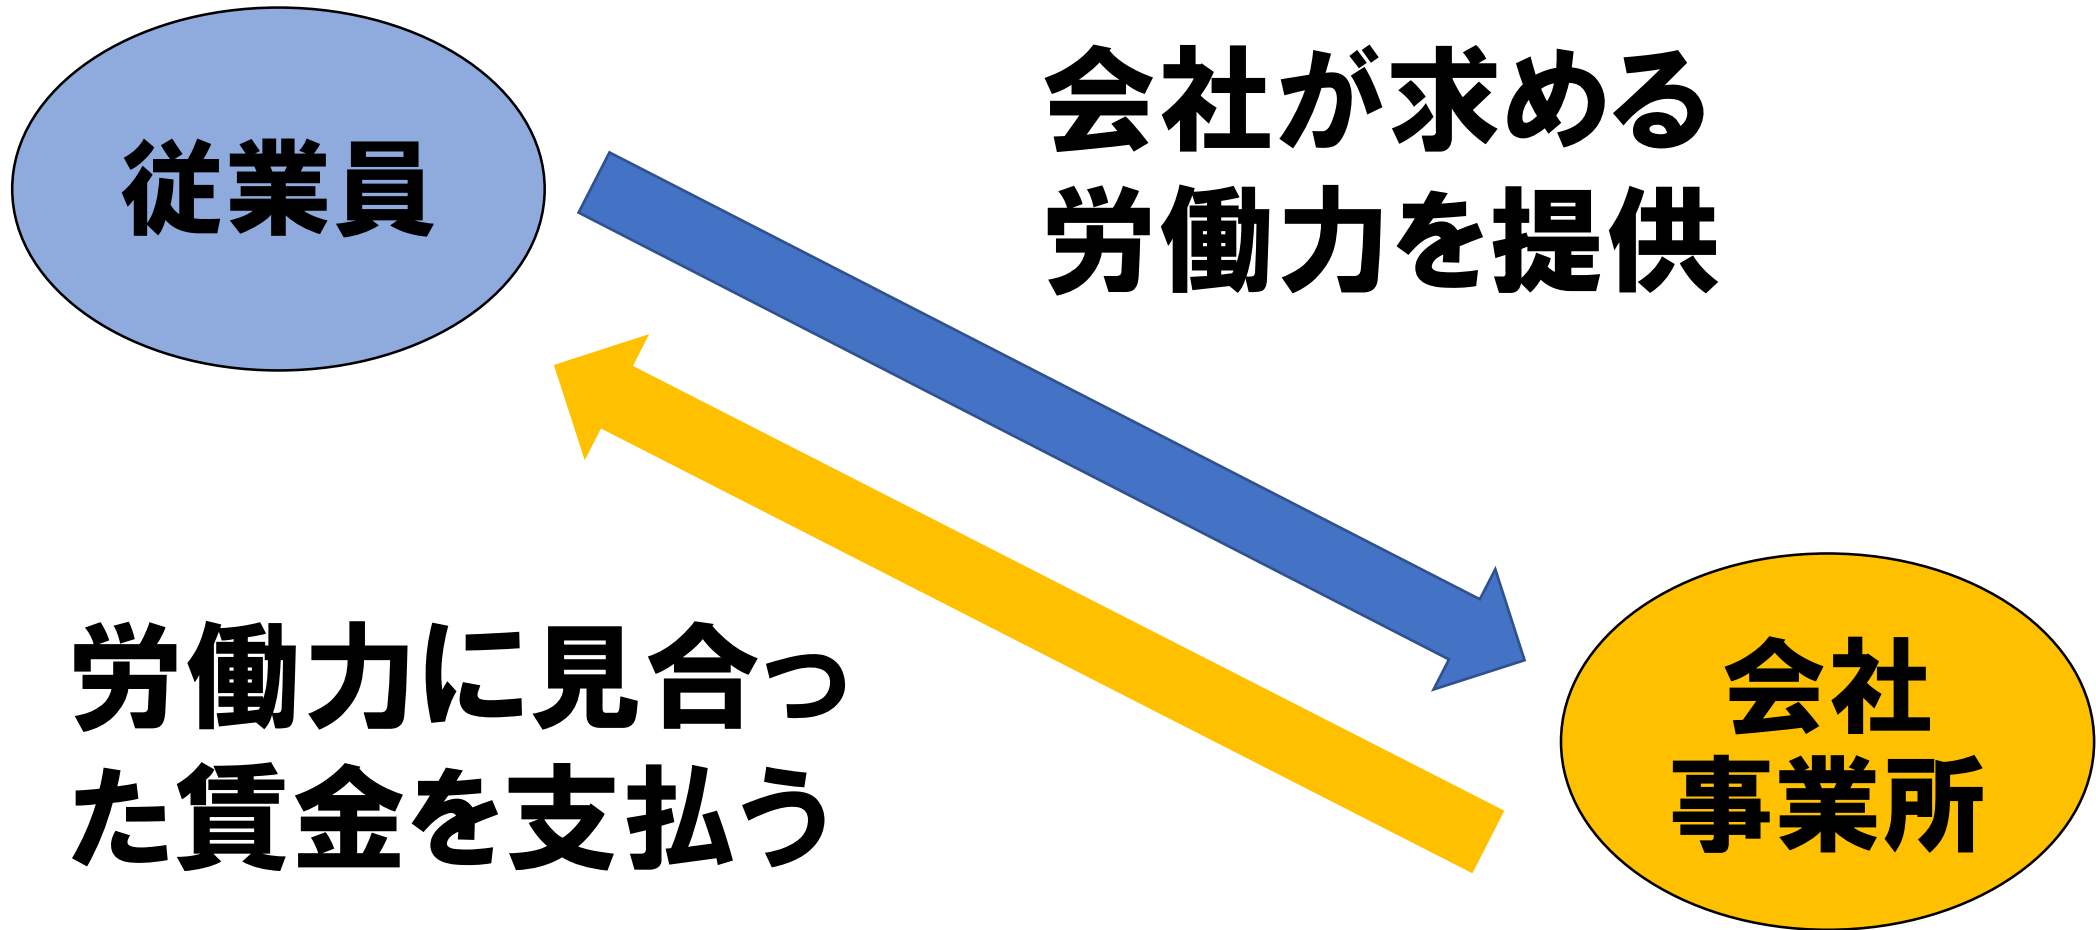 従業員
会社が求める
労働力を提供
労働力に見合っ
た賃金を支払う
会社
事業所